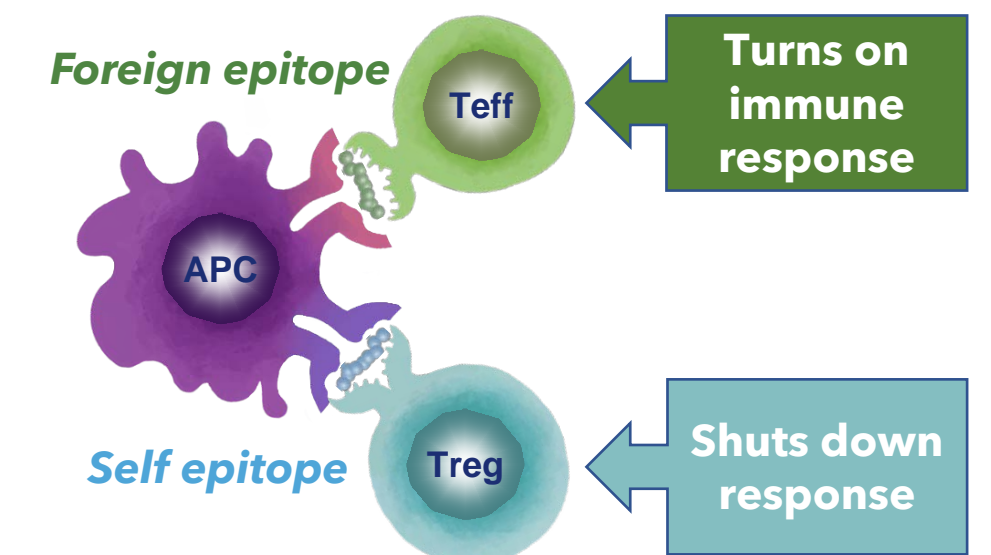 Foreign epitope
Teff
Turns on
immune
response
APC
Self epitope
Treg
Shuts down
response